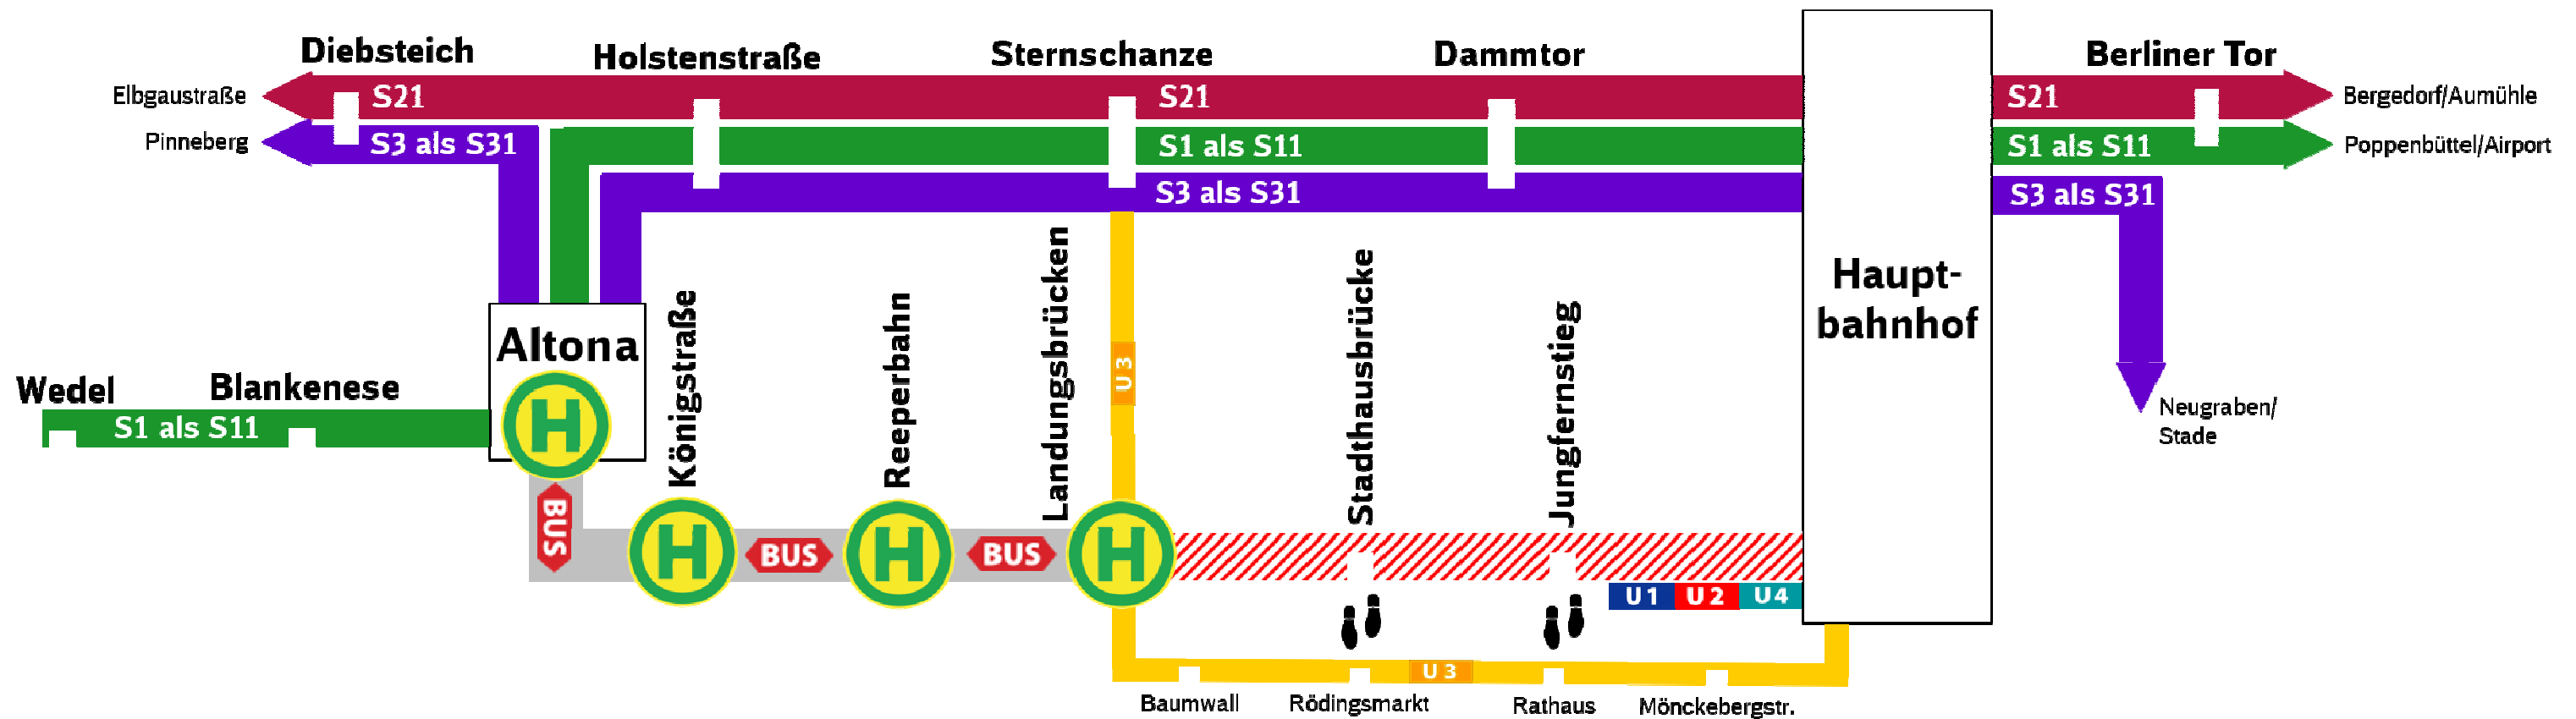 Diebsteich
Holstenstraße
Sternschanze
Dammtor
Berliner Tor
Elbgaustraße
S21
S21
S21
Bergedorf/Aumühle
Pinneberg
S3 als S31
S1 als S11
S1 als S11
Poppenbüttel/Airport
S3 als S31
S3 als S31
Haupt-
bahnhof
Altona
Wedel
Blankenese
S1 als S11
H
Königstraße
Reeperbahn
Landungsbrücken
U3
Stadthausbrücke
Jungfernstieg
Neugraben/
Stade
BUS
H
BUS
H
BUS
H
U1
U2
U4
U3
Baumwall
Rödingsmarkt
Rathaus
Mönckebergstr.